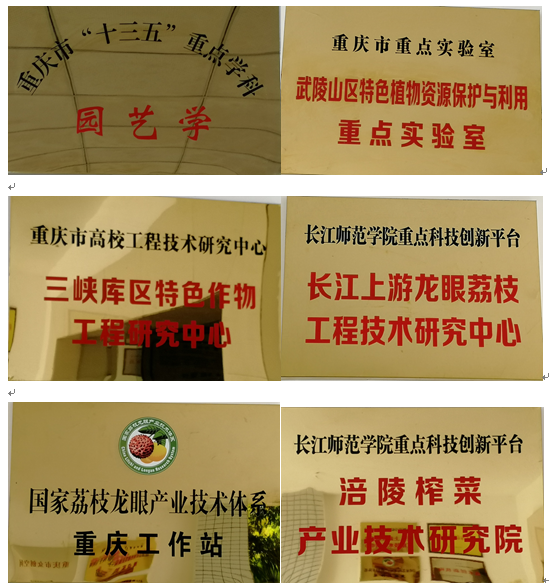 重庆市“十三五”重点学科
园艺学
重庆市重点实验室
武陵山区特色植物资源保护与利用
重点实验室
重庆市高校工程技术研究中心
三峡库区特色作物
工程研究中心
长江师范学院重点科技创新平台
长江上游龙眼荔枝
工程技术研究中心
国家荔枝龙眼产业技术体系
重庆工作站
长江师范学院重点科技创新平台
涪陵榨菜
产业技术研究院